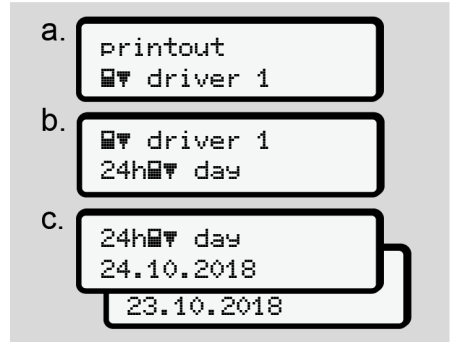 a.
printout
🖩▼ driver 1
b.
🖩▼ driver 1
24h🖩▼ day
c.
24h🖩▼ day
24.10.2018
23.10.2018